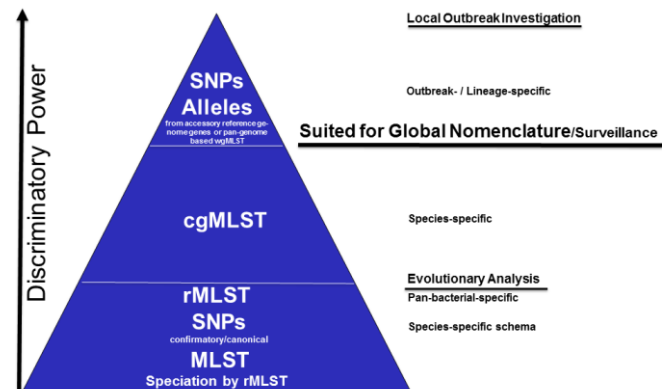 Local Outbreak Investigation
Discriminatory Power
SNPs
Alleles
from accessory reference ge-
nome genes or pan-genome
based wgMLST
Outbreak- / Lineage-specific
Suited for Global Nomenclature/Surveillance
cgMLST
Species-specific
Evolutionary Analysis
rMLST
Pan-bacterial-specific
SNPs
confirmatory/canonical
Species-specific schema
MLST
Speciation by rMLST